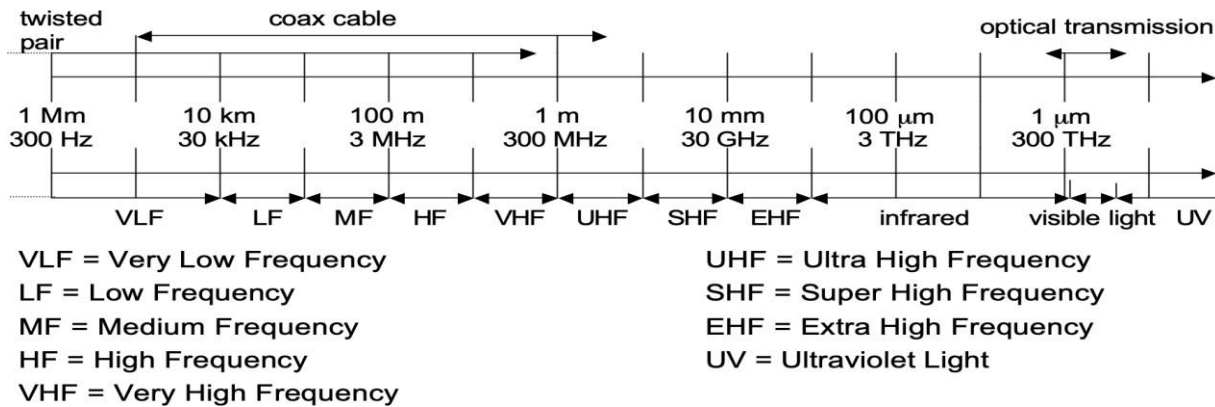 twisted pair
coax cable
optical transmission
1 Mm
300 Hz
10 km
30 kHz
100 m
3 MHz
1 m
300 MHz
10 mm
30 GHz
100 μm
3 THz
1 μm
300 THz
VLF
LF
MF
HF
VHF
UHF
SHF
EHF
infrared
visible light
UV
VLF = Very Low Frequency
LF = Low Frequency
MF = Medium Frequency
HF = High Frequency
VHF = Very High Frequency
UHF = Ultra High Frequency
SHF = Super High Frequency
EHF = Extra High Frequency
UV = Ultraviolet Light